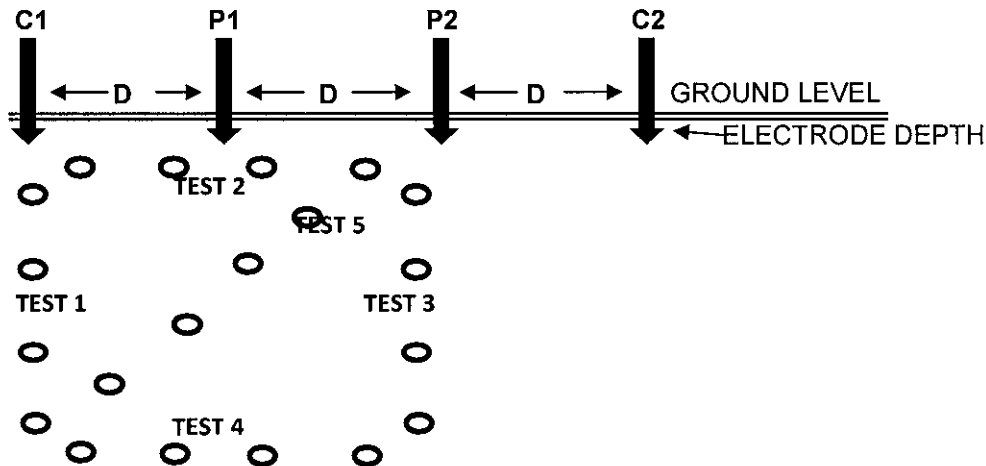 C1 P1 P2 C2
D D D
GROUND LEVEL
ELECTRODE DEPTH
TEST 2
TEST 5
TEST 1 TEST 3
TEST 4